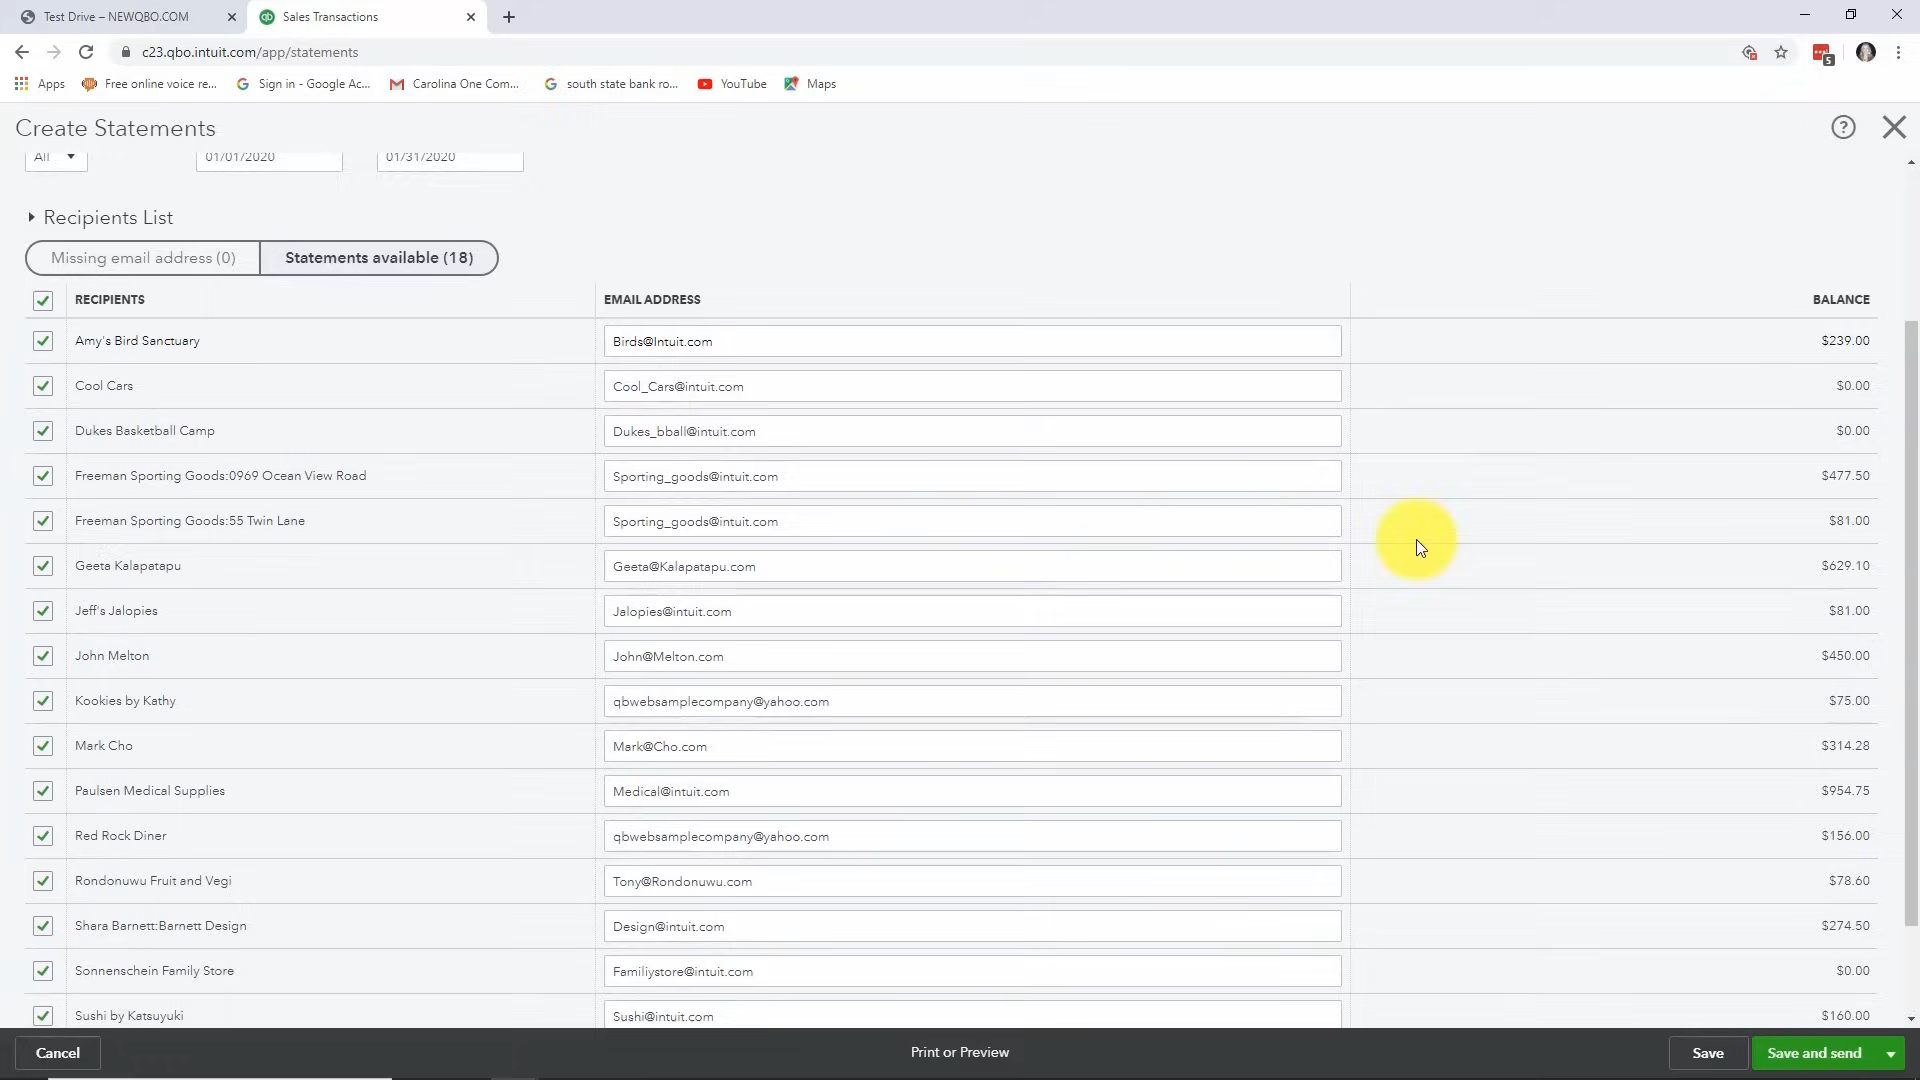 Test Drive – NEWQBO.COM
Sales Transactions
c23.qbo.intuit.com/app/statements
5
Apps
Free online voice re...
Sign in - Google Ac...
Carolina One Com...
south state bank ro...
YouTube
Maps
Create Statements
All
01/01/2020
01/31/2020
Recipients List
Missing email address (0)
Statements available (18)
RECIPIENTS EMAIL ADDRESS BALANCE
Amy's Bird Sanctuary Birds@Intuit.com $239.00
Cool Cars Cool_Cars@intuit.com $0.00
Dukes Basketball Camp Dukes_bball@intuit.com $0.00
Freeman Sporting Goods:0969 Ocean View Road Sporting_goods@intuit.com $477.50
Freeman Sporting Goods:55 Twin Lane Sporting_goods@intuit.com $81.00
Geeta Kalapatapu Geeta@Kalapatapu.com $629.10
Jeff's Jalopies Jalopies@intuit.com $81.00
John Melton John@Melton.com $450.00
Kookies by Kathy qbwebsamplecompany@yahoo.com $75.00
Mark Cho Mark@Cho.com $314.28
Paulsen Medical Supplies Medical@intuit.com $954.75
Red Rock Diner qbwebsamplecompany@yahoo.com $156.00
Rondonuwu Fruit and Vegi Tony@Rondonuwu.com $78.60
Shara Barnett:Barnett Design Design@intuit.com $274.50
Sonnenschein Family Store Familiystore@intuit.com $0.00
Sushi by Katsuyuki Sushi@intuit.com $160.00
Cancel
Print or Preview
Save
Save and send